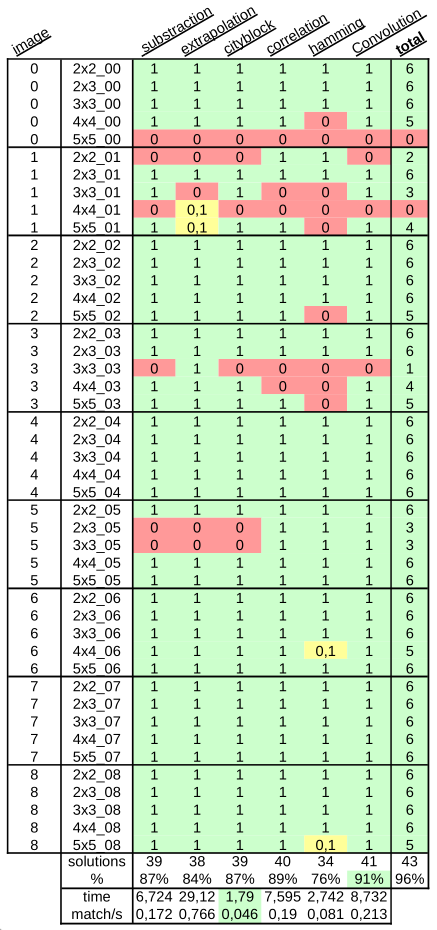 image substraction extrapolation cityblock correlation hamming Convolution total
0 2x2_00 1 1 1 1 1 1 6
0 2x3_00 1 1 1 1 1 1 6
0 3x3_00 1 1 1 1 1 1 6
0 4x4_00 1 1 1 1 0 1 5
0 5x5_00 0 0 0 0 0 0 0
1 2x2_01 0 0 0 1 1 0 2
1 2x3_01 1 1 1 1 1 1 6
1 3x3_01 1 0 1 0 0 1 3
1 4x4_01 0 0,1 0 0 0 0 0
1 5x5_01 1 0,1 1 1 0 1 4
2 2x2_02 1 1 1 1 1 1 6
2 2x3_02 1 1 1 1 1 1 6
2 3x3_02 1 1 1 1 1 1 6
2 4x4_02 1 1 1 1 1 1 6
2 5x5_02 1 1 1 1 0 1 5
3 2x2_03 1 1 1 1 1 1 6
3 2x3_03 1 1 1 1 1 1 6
3 3x3_03 0 1 0 0 0 0 1
3 4x4_03 1 1 1 0 0 1 4
3 5x5_03 1 1 1 1 0 1 5
4 2x2_04 1 1 1 1 1 1 6
4 2x3_04 1 1 1 1 1 1 6
4 3x3_04 1 1 1 1 1 1 6
4 4x4_04 1 1 1 1 1 1 6
4 5x5_04 1 1 1 1 1 1 6
5 2x2_05 1 1 1 1 1 1 6
5 2x3_05 0 0 0 1 1 1 3
5 3x3_05 0 0 0 1 1 1 3
5 4x4_05 1 1 1 1 1 1 6
5 5x5_05 1 1 1 1 1 1 6
6 2x2_06 1 1 1 1 1 1 6
6 2x3_06 1 1 1 1 1 1 6
6 3x3_06 1 1 1 1 1 1 6
6 4x4_06 1 1 1 1 0,1 1 5
6 5x5_06 1 1 1 1 1 1 6
7 2x2_07 1 1 1 1 1 1 6
7 2x3_07 1 1 1 1 1 1 6
7 3x3_07 1 1 1 1 1 1 6
7 4x4_07 1 1 1 1 1 1 6
7 5x5_07 1 1 1 1 1 1 6
8 2x2_08 1 1 1 1 1 1 6
8 2x3_08 1 1 1 1 1 1 6
8 3x3_08 1 1 1 1 1 1 6
8 4x4_08 1 1 1 1 1 1 6
8 5x5_08 1 1 1 1 0,1 1 5
solutions 39 38 39 40 34 41 43
% 87% 84% 87% 89% 76% 91% 96%
time 6,724 29,12 1,79 7,595 2,742 8,732
match/s 0,172 0,766 0,046 0,19 0,081 0,213